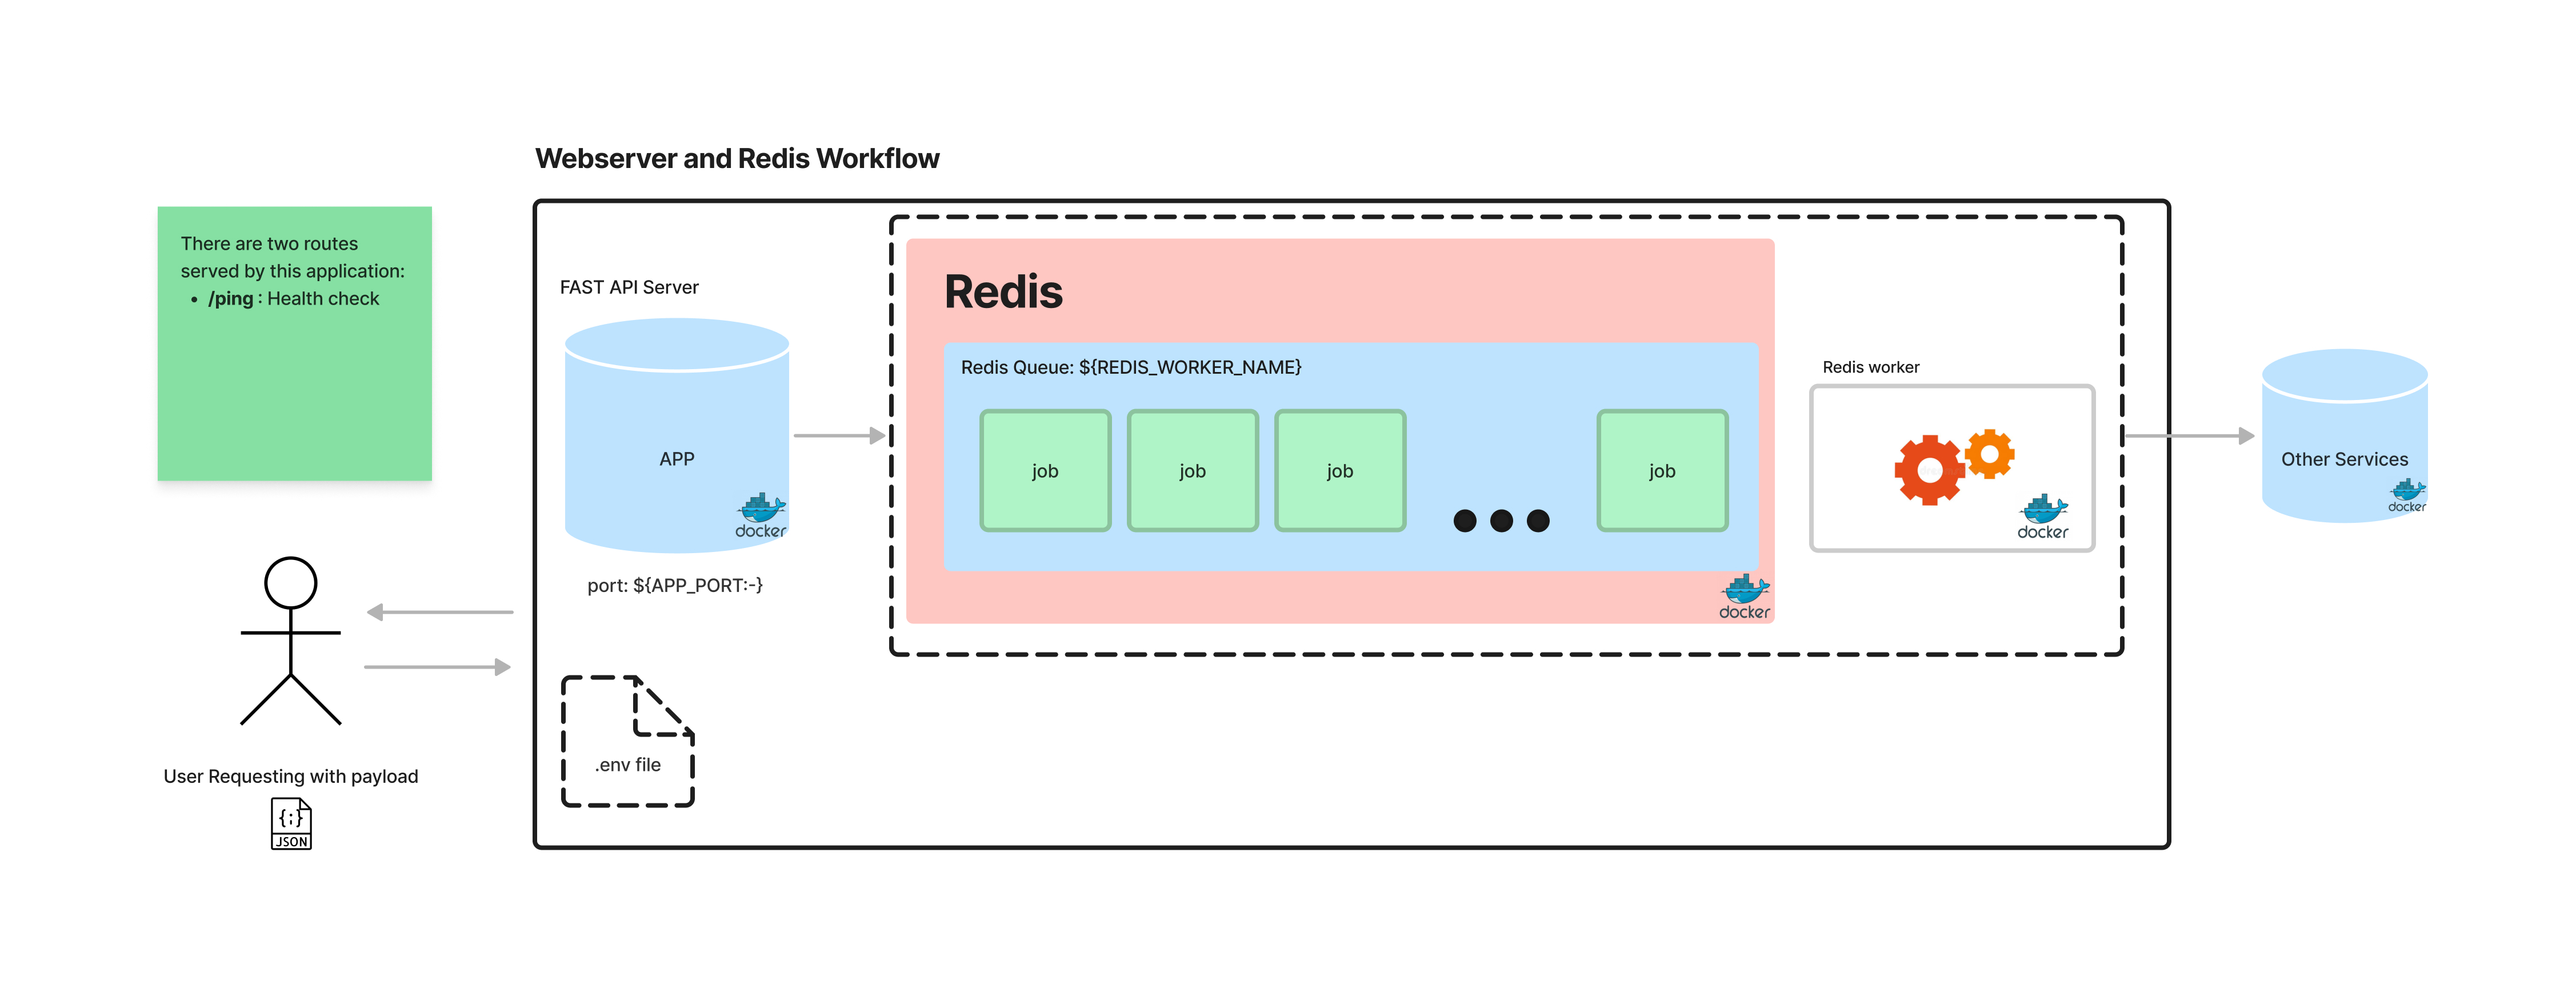 Webserver and Redis Workflow
There are two routes
served by this application:
• /ping : Health check
FAST API Server
APP
docker
port: ${APP_PORT:-}
Redis
Redis Queue: ${REDIS_WORKER_NAME}
job
job
job
job
docker
Redis worker
docker
Other Services
docker
User Requesting with payload
{;}
JSON
.env file